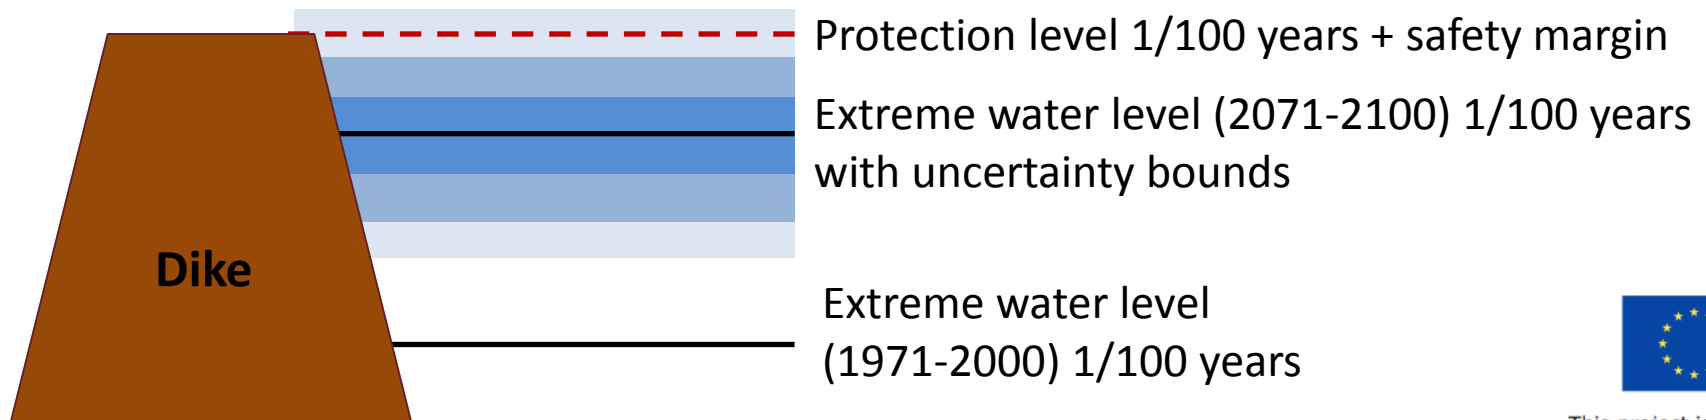 Protection level 1/100 years + safety margin
Extreme water level (2071-2100) 1/100 years
with uncertainty bounds
Dike
Extreme water level
(1971-2000) 1/100 years